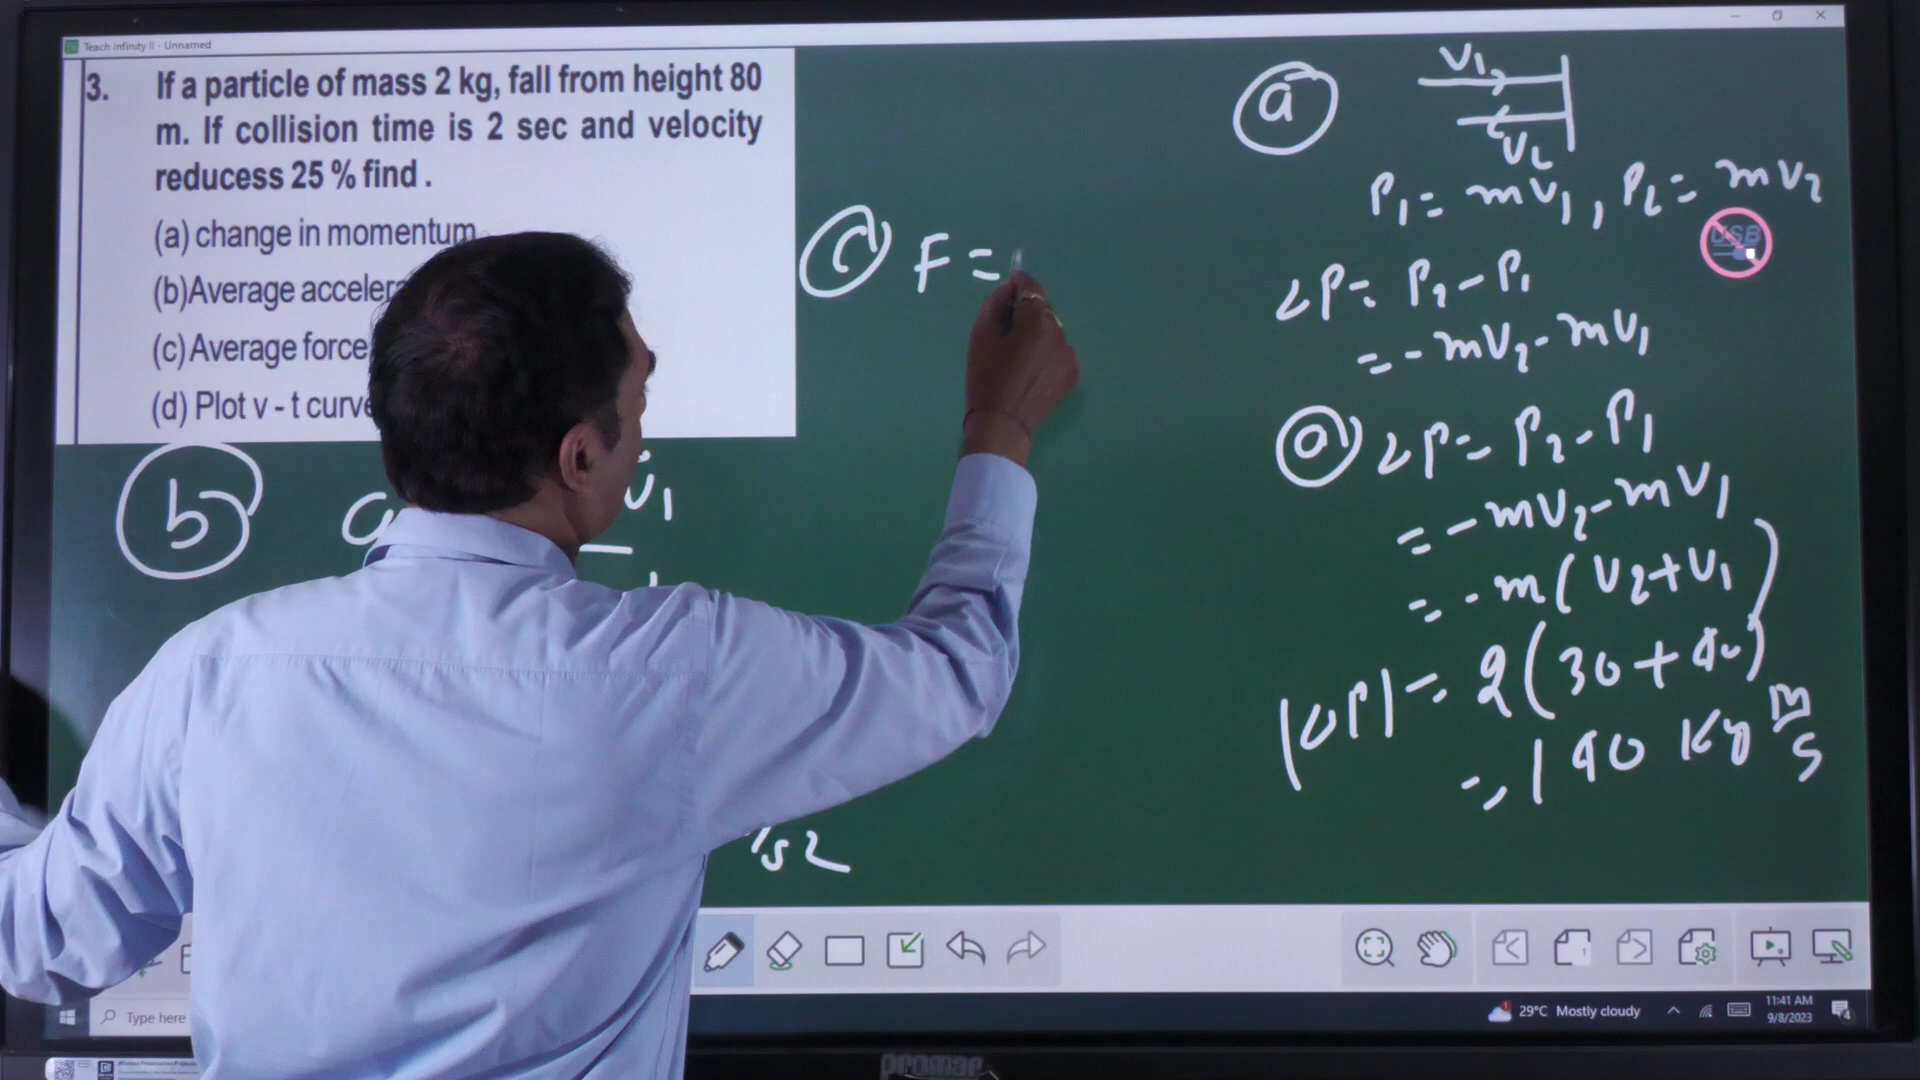 Teach Infinity II - Unnamed
3. If a particle of mass 2 kg, fall from height 80
m. If collision time is 2 sec and velocity
reducess 25 % find .
(a) change in momentum
(b)Average
(c) Average force
(d) Plot v - t curve
b
V1
/s2
c F =
a V1
V2
P1 = mV1, P2 = mV2
USB
ΔP = P2 - P1
= - mV2 - mV1
a ΔP = P2 - P1
= - mV2 - mV1
= - m(V2+V1)
|ΔP| = 2(30+40)
= 140 Kg m/s
Type here
29°C Mostly cloudy
11:41 AM
9/8/2023
promar